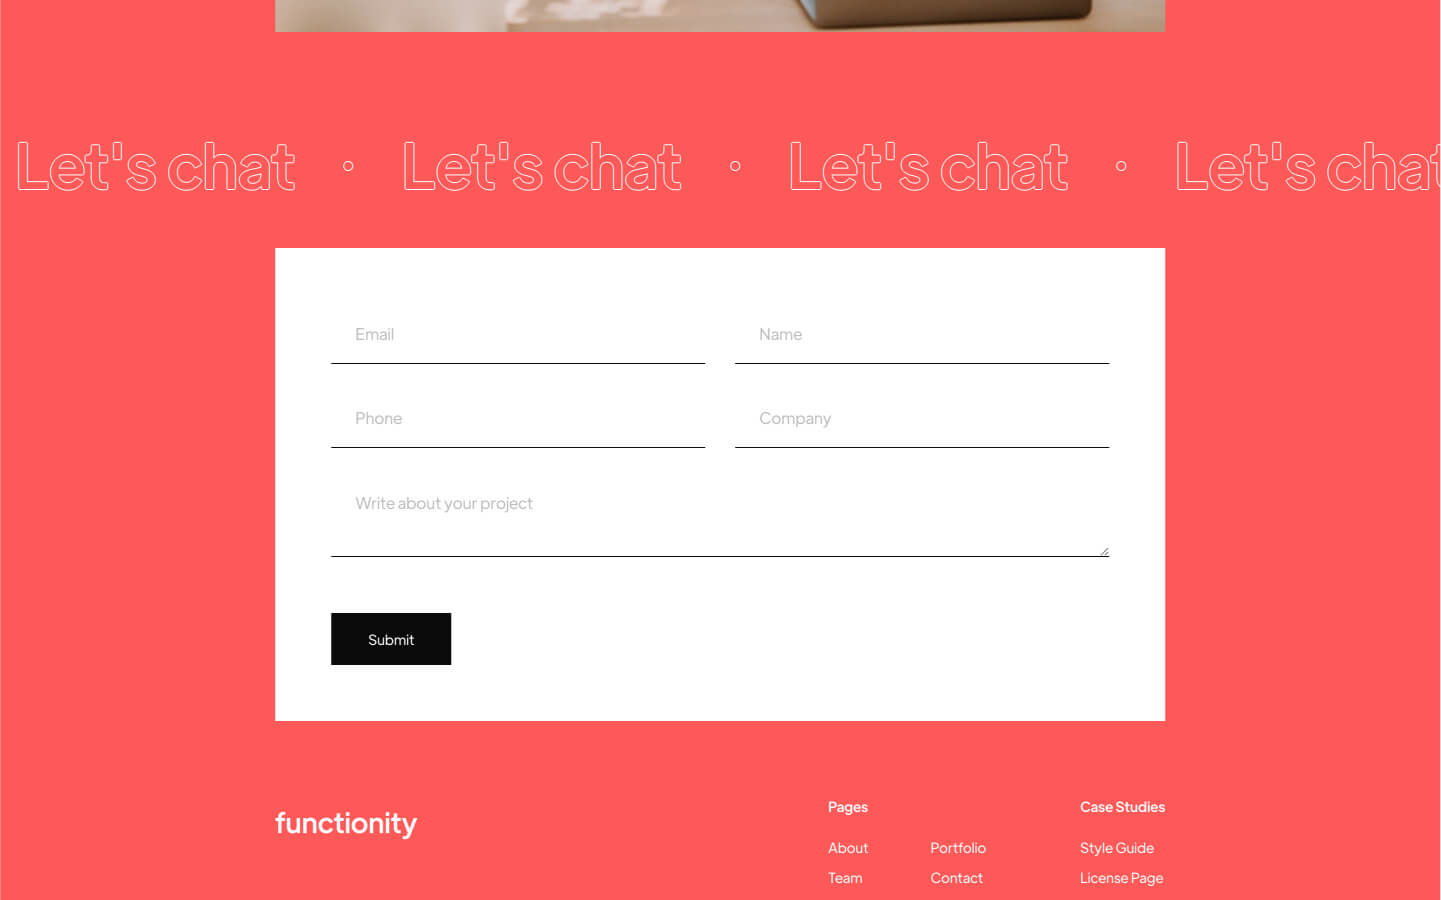 Let's chat • Let's chat • Let's chat • Let's chat
Email
Name
Phone
Company
Write about your project
Submit
functionity
Pages
Case Studies
About
Portfolio
Style Guide
Team
Contact
License Page